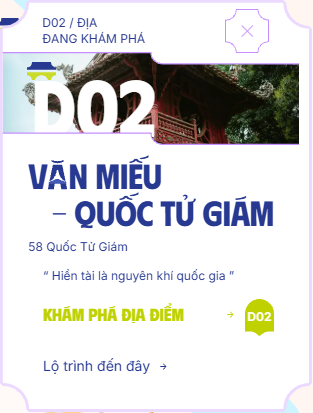 D02 / ĐỊA
ĐANG KHÁM PHÁ
D02
VĂN MIẾU
– QUỐC TỬ GIÁM
58 Quốc Tử Giám
“ Hiền tài là nguyên khí quốc gia ”
KHÁM PHÁ ĐỊA ĐIỂM → D02
Lộ trình đến đây →